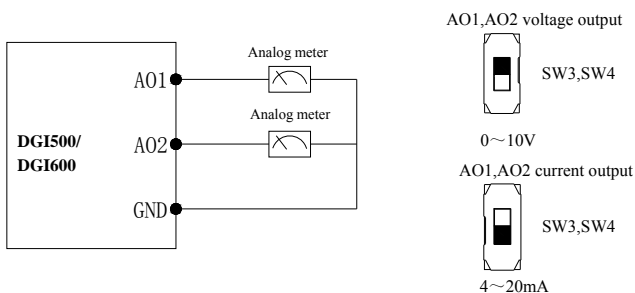 AO1,AO2 voltage output
Analog meter
AO1
SW3,SW4
Analog meter
DGI500/
DGI600
AO2
0～10V
AO1,AO2 current output
GND
SW3,SW4
4～20mA